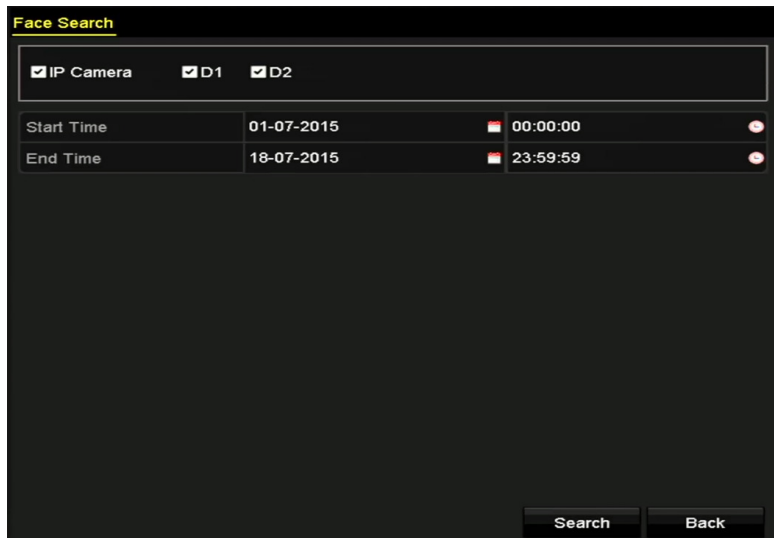 Face Search
IP Camera D1 D2
Start Time 01-07-2015 00:00:00
End Time 18-07-2015 23:59:59
Search Back